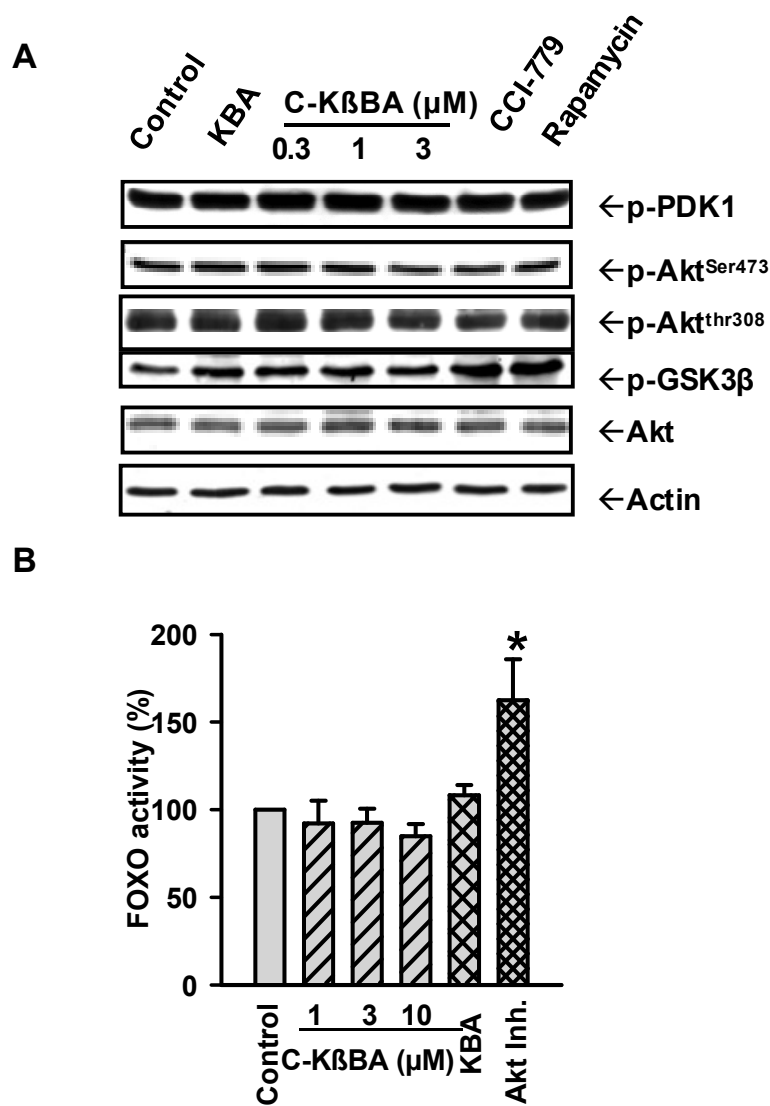 A
Control
KBA
C-KßBA (µM)
0.3 1 3
CCI-779
Rapamycin
←p-PDK1
←p-AktSer473
←p-Aktthr308
←p-GSK3β
←Akt
←Actin
B
FOXO activity (%)
200
150
100
50
0
*
Control
1 3 10
C-KßBA (µM)
KBA
Akt Inh.